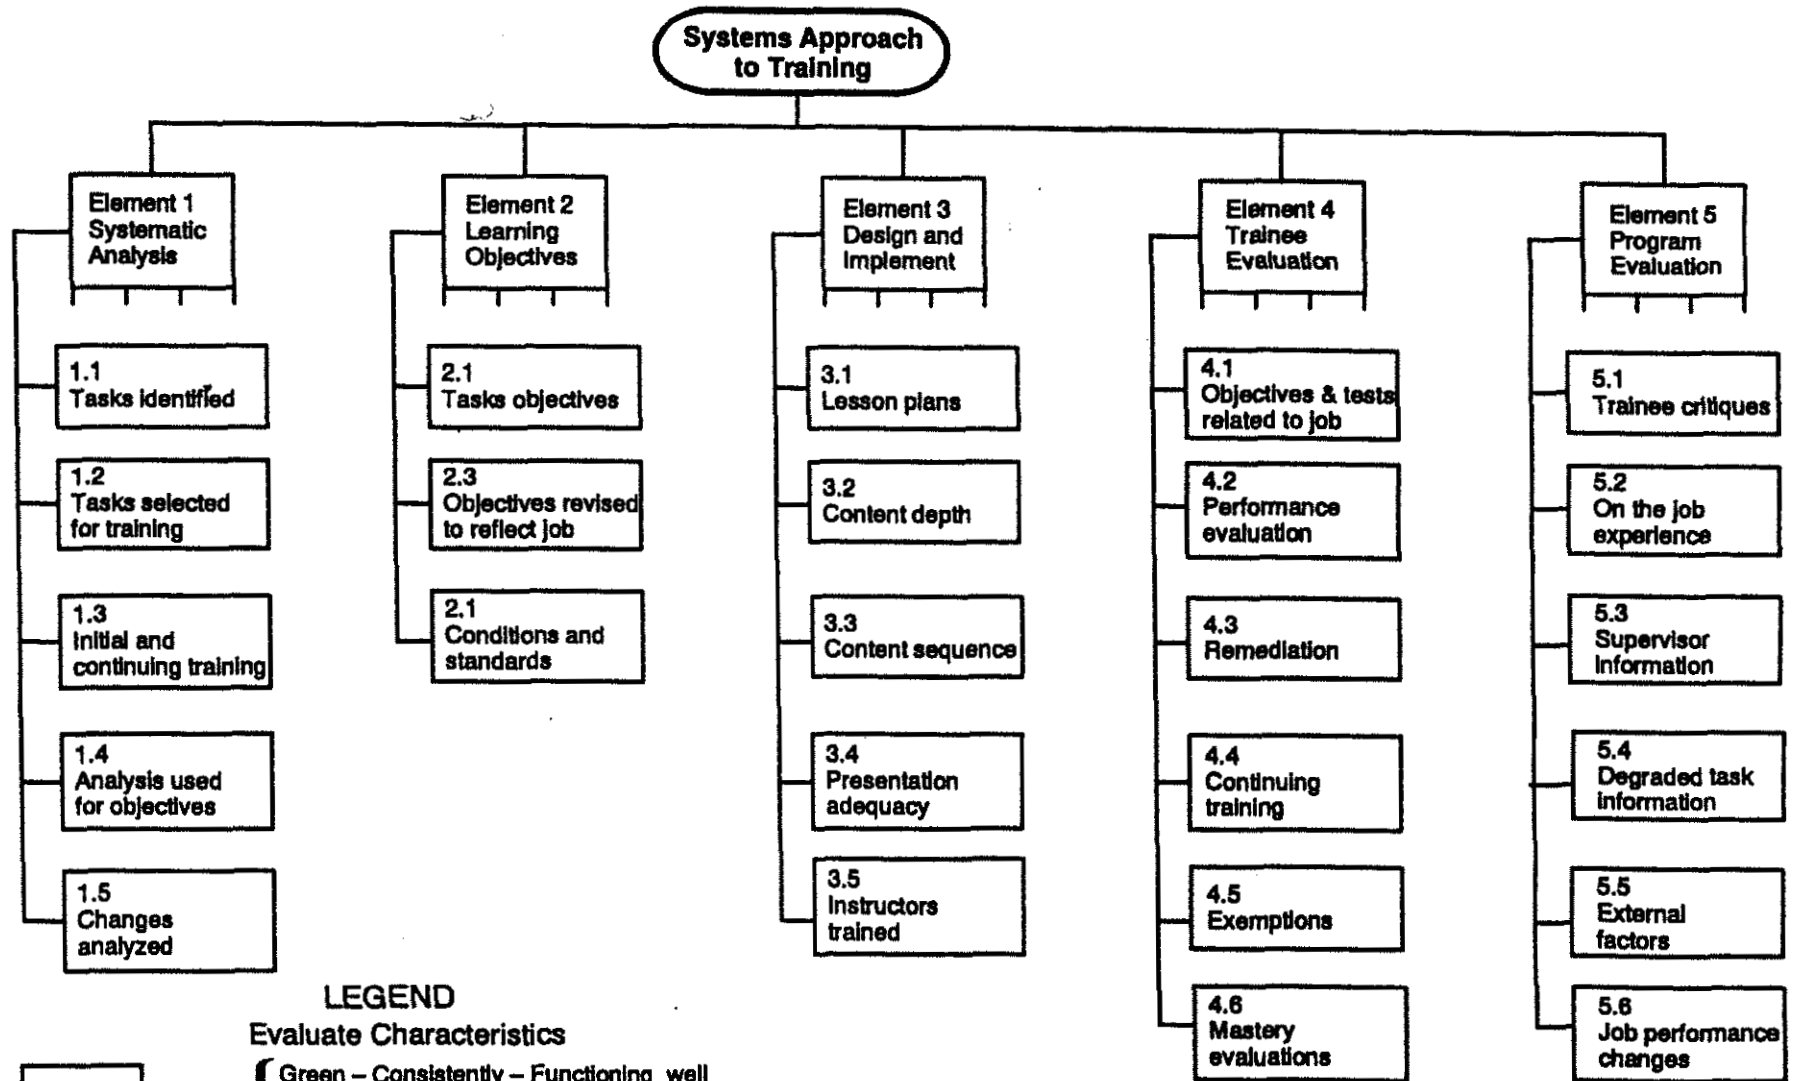 Systems Approach
to Training
Element 1
Systematic
Analysis
1.1
Tasks identified
1.2
Tasks selected
for training
1.3
Initial and
continuing training
1.4
Analysis used
for objectives
1.5
Changes
analyzed
Element 2
Learning
Objectives
2.1
Tasks objectives
2.3
Objectives revised
to reflect job
2.1
Conditions and
standards
Element 3
Design and
Implement
3.1
Lesson plans
3.2
Content depth
3.3
Content sequence
3.4
Presentation
adequacy
3.5
Instructors
trained
Element 4
Trainee
Evaluation
4.1
Objectives & tests
related to job
4.2
Performance
evaluation
4.3
Remediation
4.4
Continuing
training
4.5
Exemptions
4.6
Mastery
evaluations
Element 5
Program
Evaluation
5.1
Trainee critiques
5.2
On the job
experience
5.3
Supervisor
information
5.4
Degraded task
information
5.5
External
factors
5.6
Job performance
changes
LEGEND
Evaluate Characteristics
Green – Consistently – Functioning well